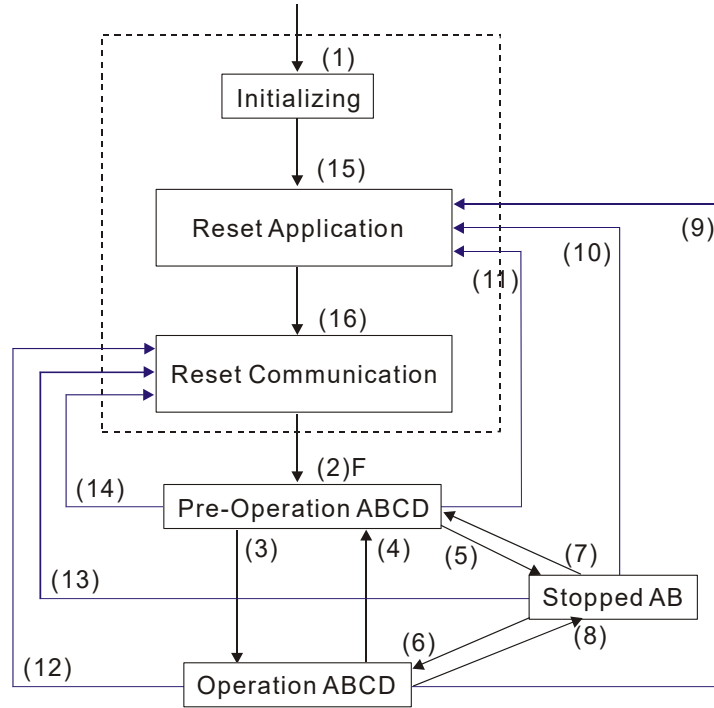 (1)
Initializing
(15)
Reset Application
(9)
(10)
(11)
(16)
Reset Communication
(2)F
(14)
Pre-Operation ABCD
(3)
(4)
(5)
(7)
(13)
Stopped AB
(6)
(8)
(12)
Operation ABCD